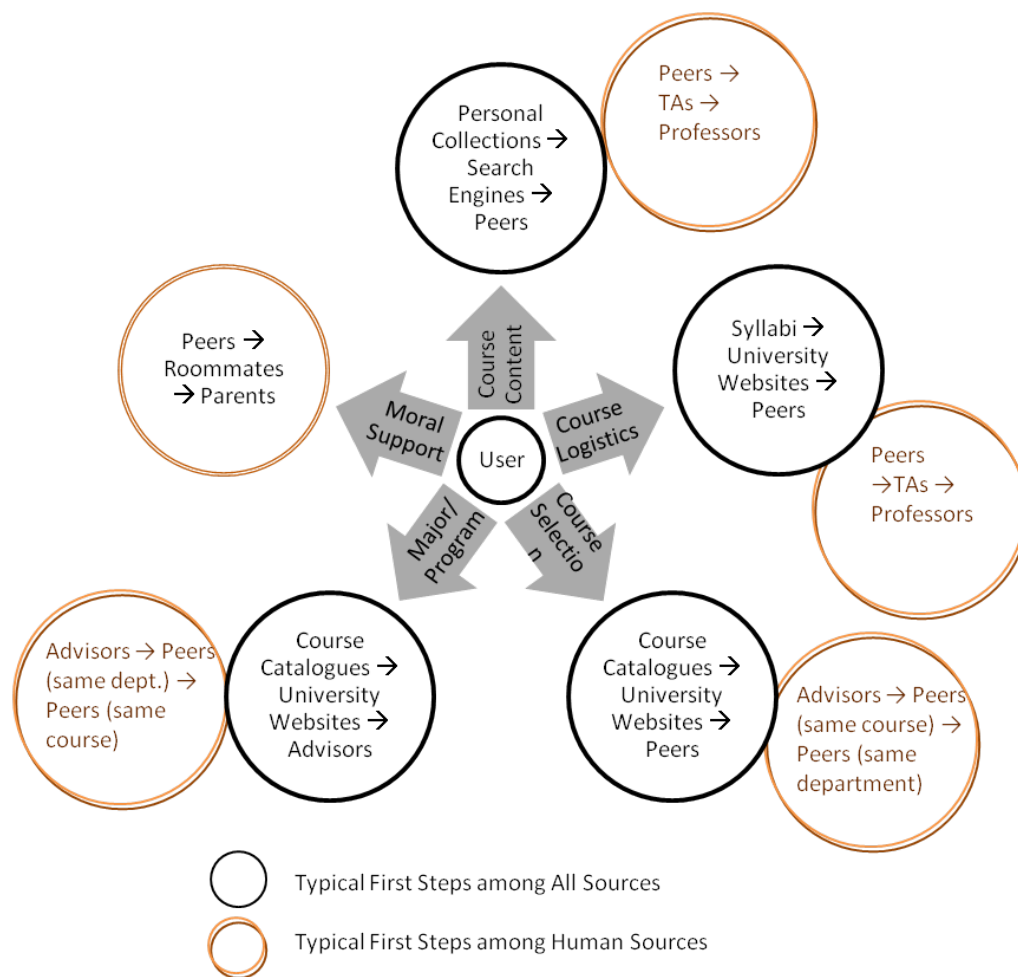 Personal
Collections →
Search
Engines →
Peers
Peers →
TAs →
Professors
Peers →
Roommates
→ Parents
Syllabi →
University
Websites →
Peers
Peers
→TAs →
Professors
Course
Content
Moral
Support
Course
Logistics
User
Major/
Program
Course
Selectio
n
Advisors → Peers
(same dept.) →
Peers (same
course)
Course
Catalogues →
University
Websites →
Advisors
Course
Catalogues →
University
Websites →
Peers
Advisors → Peers
(same course) →
Peers (same
department)
Typical First Steps among All Sources
Typical First Steps among Human Sources